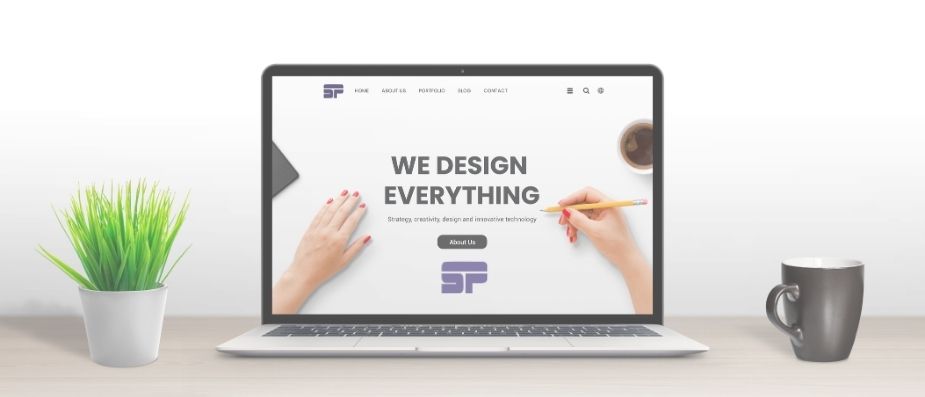 SP
HOME ABOUT US PORTFOLIO BLOG CONTACT
WE DESIGN
EVERYTHING
Strategy, creativity, design and innovative technology
About Us
SP